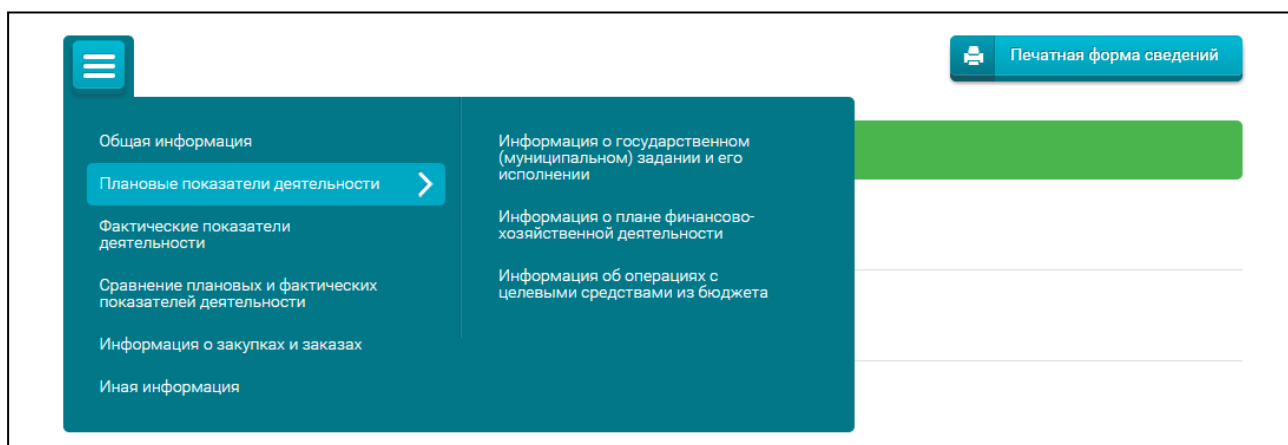 Печатная форма сведений
Общая информация
Плановые показатели деятельности
Фактические показатели
деятельности
Сравнение плановых и фактических
показателей деятельности
Информация о закупках и заказах
Иная информация
Информация о государственном
(муниципальном) задании и его
исполнении
Информация о плане финансово-
хозяйственной деятельности
Информация об операциях с
целевыми средствами из бюджета